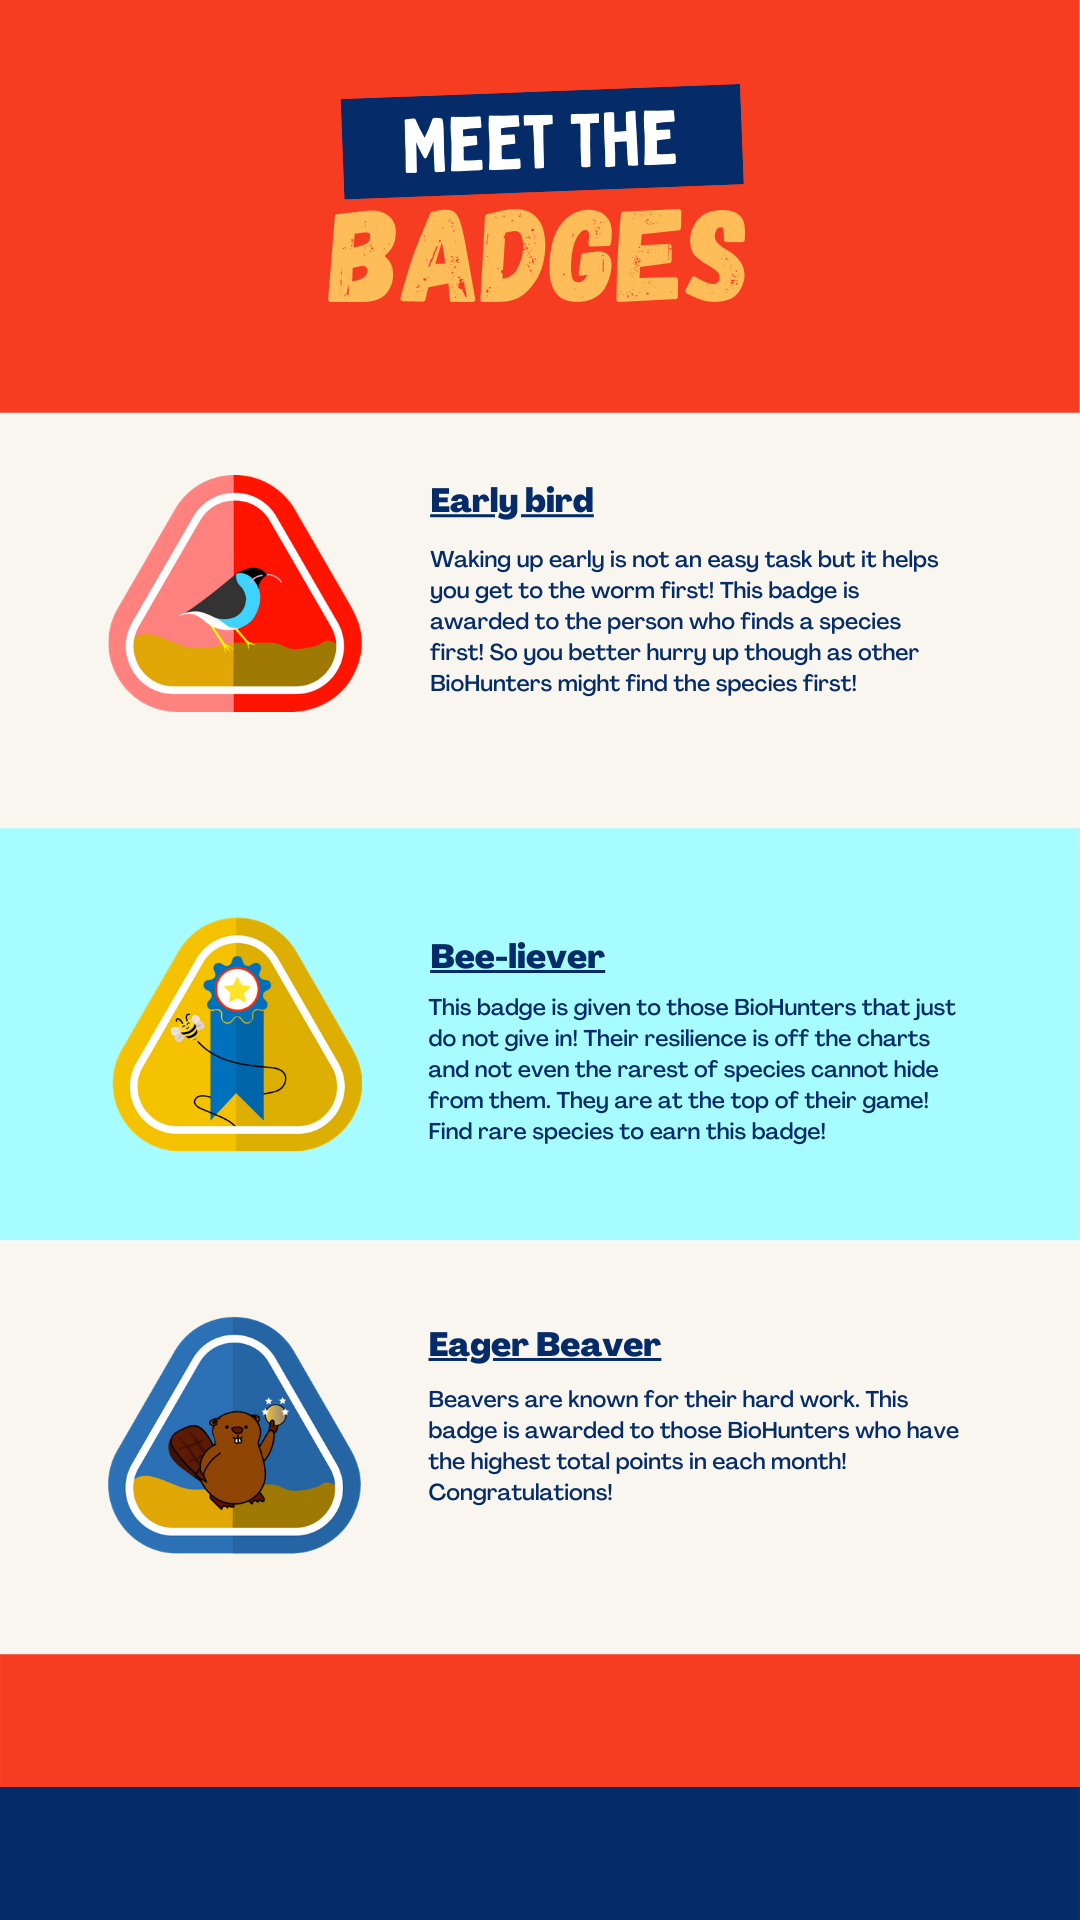 MEET THE
BADGES
Early bird
Waking up early is not an easy task but it helps
you get to the worm first! This badge is
awarded to the person who finds a species
first! So you better hurry up though as other
BioHunters might find the species first!
Bee-liever
This badge is given to those BioHunters that just
do not give in! Their resilience is off the charts
and not even the rarest of species cannot hide
from them. They are at the top of their game!
Find rare species to earn this badge!
Eager Beaver
Beavers are known for their hard work. This
badge is awarded to those BioHunters who have
the highest total points in each month!
Congratulations!